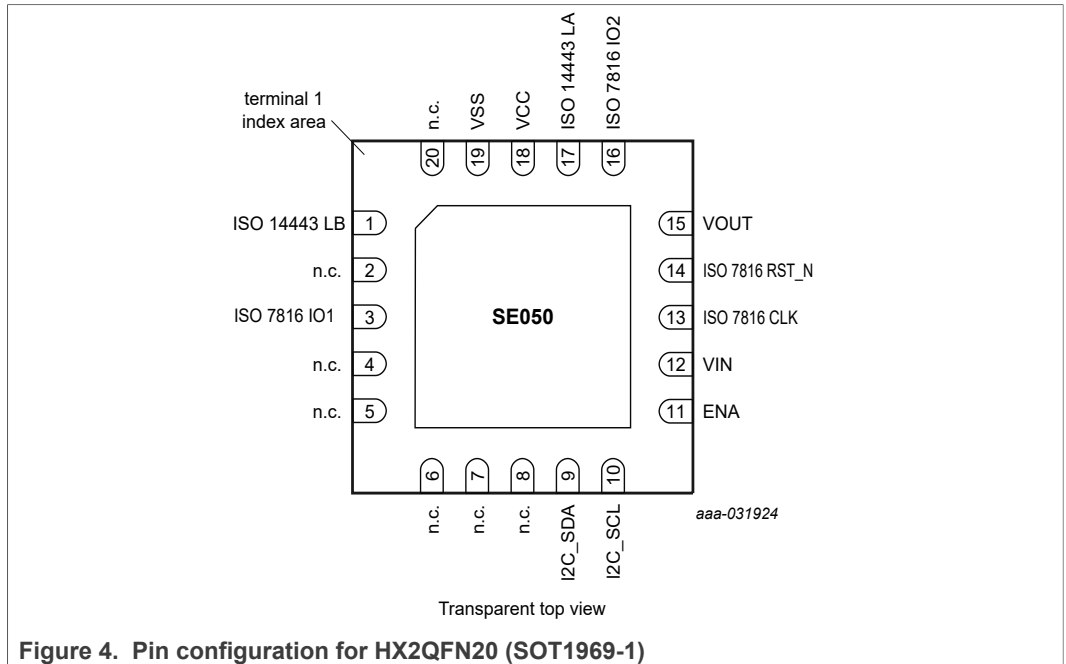 terminal 1
index area
n.c.
VSS
VCC
ISO 14443 LA
ISO 7816 IO2
20
19
18
17
16
ISO 14443 LB
1
n.c.
2
ISO 7816 IO1
3
n.c.
4
n.c.
5
SE050
15
VOUT
14
ISO 7816 RST_N
13
ISO 7816 CLK
12
VIN
11
ENA
6
7
8
9
10
n.c.
n.c.
n.c.
I2C_SDA
I2C_SCL
aaa-031924
Transparent top view
Figure 4. Pin configuration for HX2QFN20 (SOT1969-1)